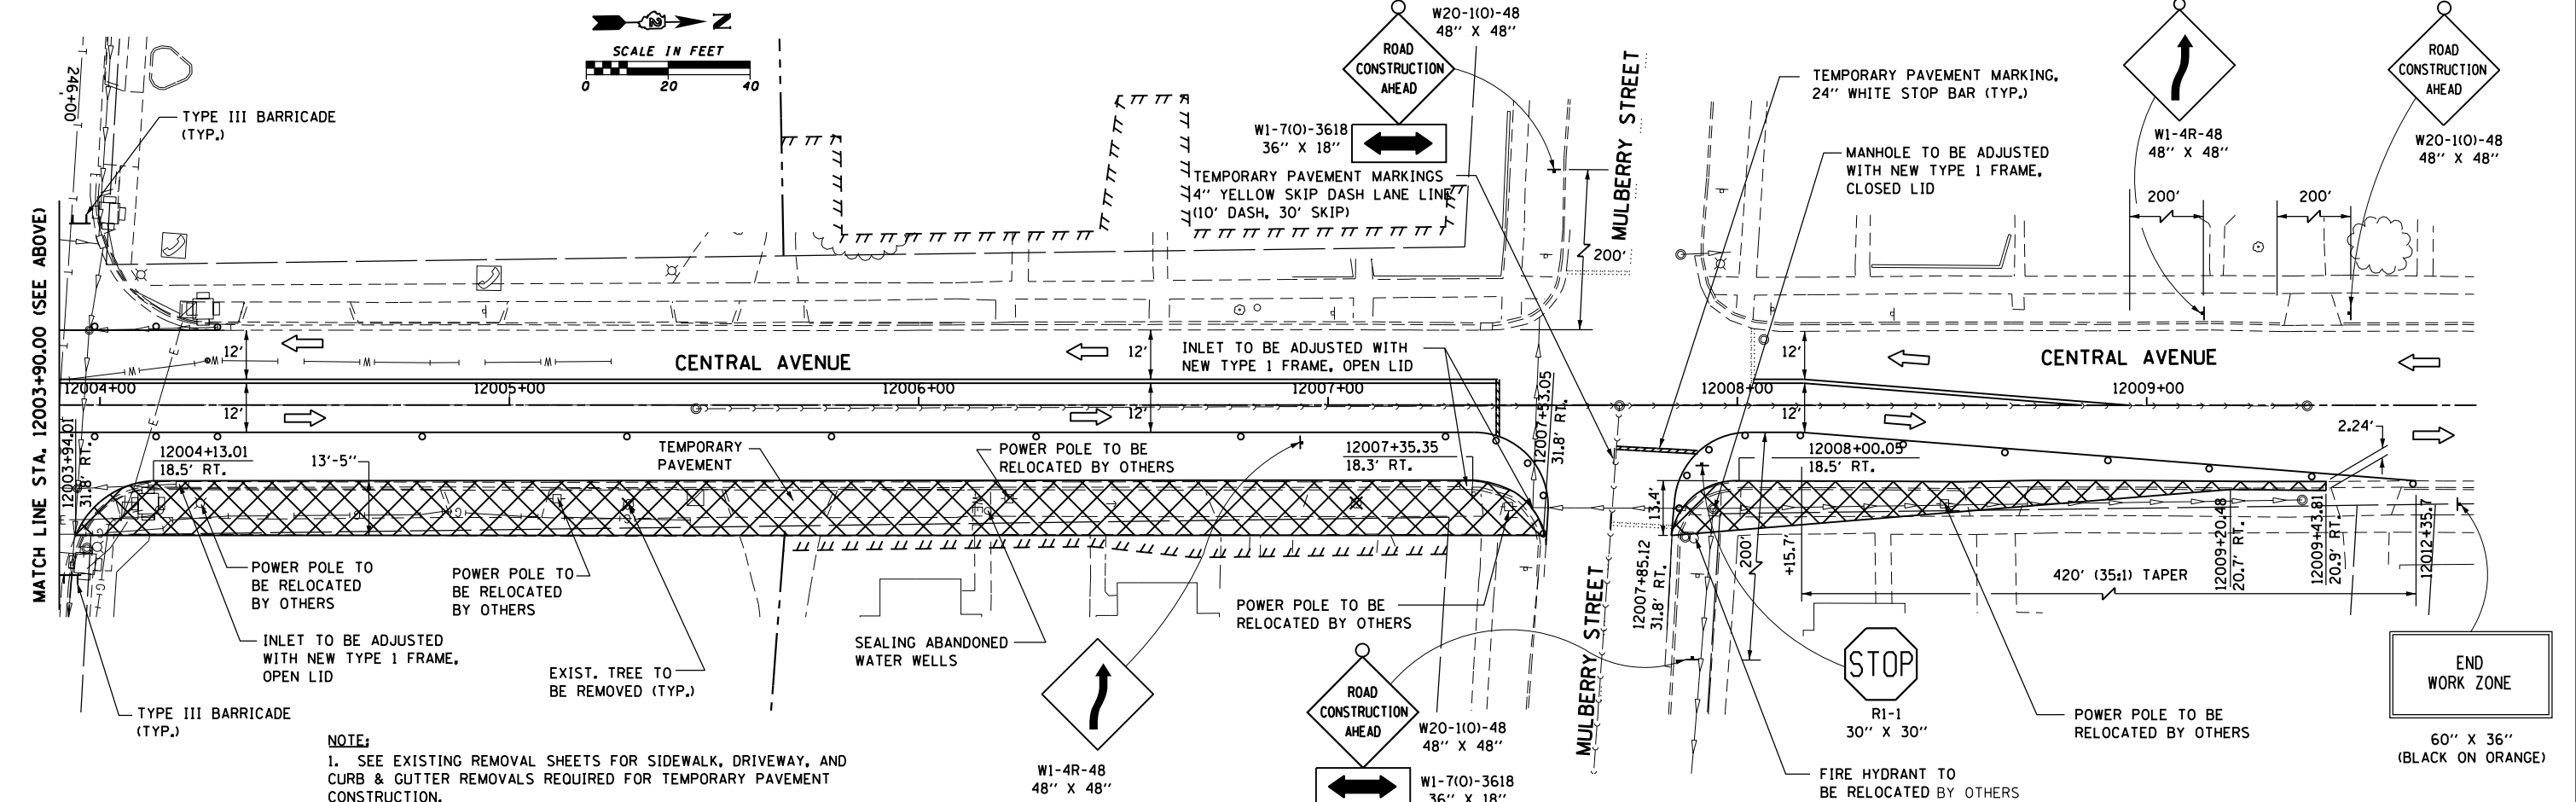 N
SCALE IN FEET
0 20 40
246+00
TYPE III BARRICADE
(TYP.)
MATCH LINE STA. 12003+90.00 (SEE ABOVE)
ROAD
CONSTRUCTION
AHEAD
W20-1(O)-48
48" X 48"
W1-7(O)-3618
36" X 18"
TEMPORARY PAVEMENT MARKINGS
4" YELLOW SKIP DASH LANE LINE
(10' DASH, 30' SKIP)
MULBERRY STREET
200'
TEMPORARY PAVEMENT MARKING,
24" WHITE STOP BAR (TYP.)
MANHOLE TO BE ADJUSTED
WITH NEW TYPE 1 FRAME,
CLOSED LID
W1-4R-48
48" X 48"
200'
200'
ROAD
CONSTRUCTION
AHEAD
W20-1(O)-48
48" X 48"
12'
12'
CENTRAL AVENUE
12'
12'
INLET TO BE ADJUSTED WITH
NEW TYPE 1 FRAME, OPEN LID
12'
12'
CENTRAL AVENUE
12004+00
12005+00
12006+00
12007+00
12008+00
12009+00
12003+94.01
31.8' RT.
12004+13.01
18.5' RT.
13'-5"
TEMPORARY
PAVEMENT
POWER POLE TO BE
RELOCATED BY OTHERS
12007+35.35
18.3' RT.
12007+53.05
31.8' RT.
12008+00.05
18.5' RT.
2.24'
13.4'
200'
+15.7'
12007+85.12
31.8' RT.
420' (35:1) TAPER
12009+20.48
20.7' RT.
12009+43.81
20.9' RT.
12012+35.7
POWER POLE TO
BE RELOCATED
BY OTHERS
POWER POLE TO
BE RELOCATED
BY OTHERS
INLET TO BE ADJUSTED
WITH NEW TYPE 1 FRAME,
OPEN LID
EXIST. TREE TO
BE REMOVED (TYP.)
SEALING ABANDONED
WATER WELLS
POWER POLE TO BE
RELOCATED BY OTHERS
MULBERRY STREET
TYPE III BARRICADE
(TYP.)
W1-4R-48
48" X 48"
ROAD
CONSTRUCTION
AHEAD
W20-1(O)-48
48" X 48"
W1-7(O)-3618
36" X 18"
STOP
R1-1
30" X 30"
POWER POLE TO BE
RELOCATED BY OTHERS
FIRE HYDRANT TO
BE RELOCATED BY OTHERS
END
WORK ZONE
60" X 36"
(BLACK ON ORANGE)
NOTE:
1. SEE EXISTING REMOVAL SHEETS FOR SIDEWALK, DRIVEWAY, AND
CURB & GUTTER REMOVALS REQUIRED FOR TEMPORARY PAVEMENT
CONSTRUCTION.